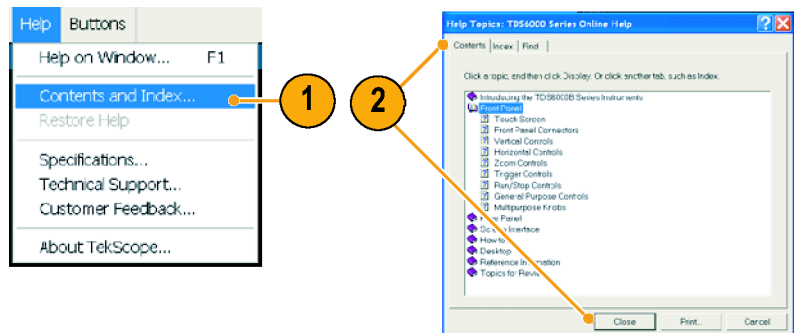 Help Buttons
Help on Window... F1
Contents and Index...
Restore Help
Specifications...
Technical Support...
Customer Feedback...
About TekScope...
1
2
Help Topics: TDS6000 Series Online Help
Contents Index Find
Click a topic, and then click Display. Or click another tab, such as Index.
Introducing the TDS6000B Series Instruments
Front Panel
Touch Screen
Front Panel Connectors
Vertical Controls
Horizontal Controls
Zoom Controls
Trigger Controls
Run/Stop Controls
General Purpose Controls
Multipurpose Knobs
Panel
Interface
How to
Desktop
Reference Information
Topics for Review
Close Print... Cancel